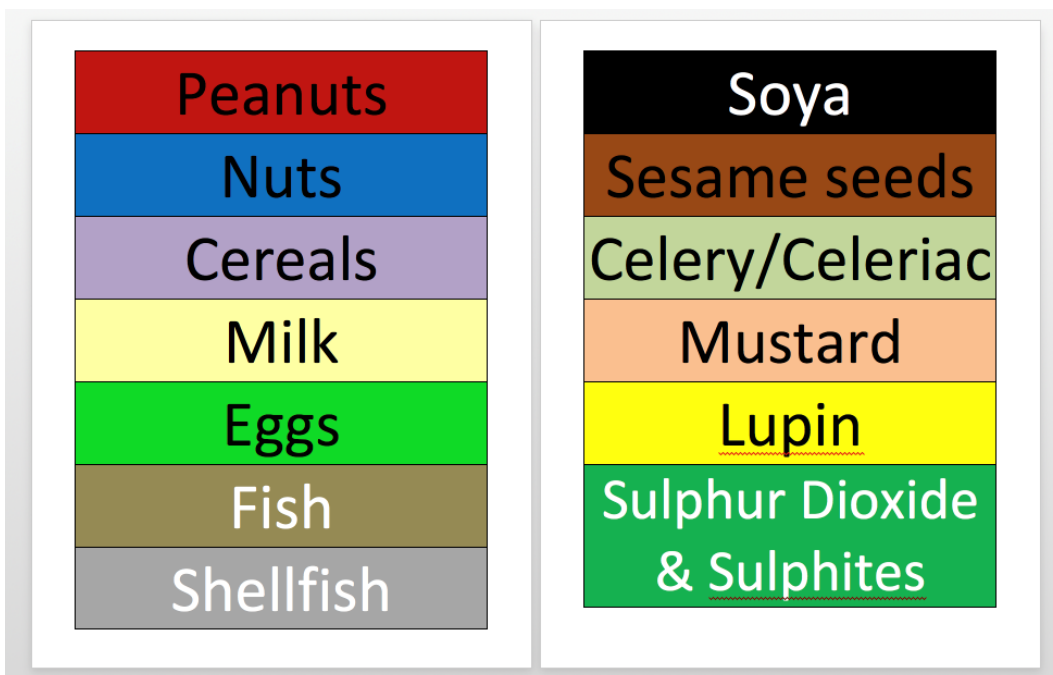 Peanuts
Nuts
Cereals
Milk
Eggs
Fish
Shellfish
Soya
Sesame seeds
Celery/Celeriac
Mustard
Lupin
Sulphur Dioxide
& Sulphites